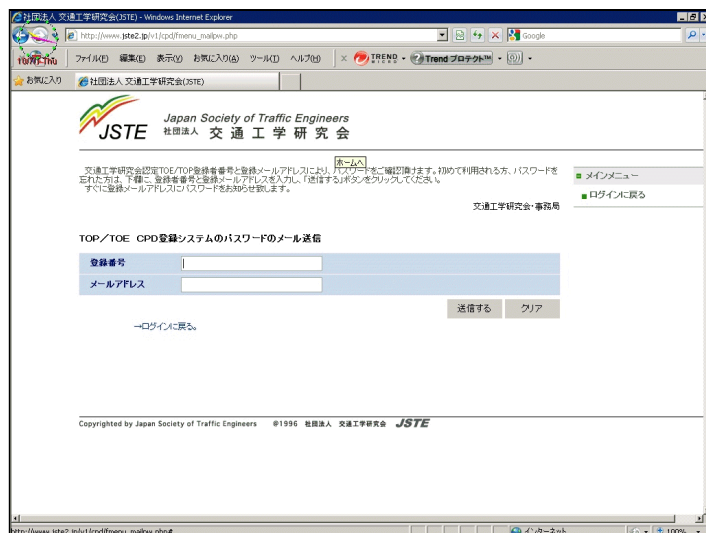 社団法人 交通工学研究会(JSTE) - Windows Internet Explorer
http://www.jste2.jp/v1/cpd/fmenu_mailpw.php
Google
ファイル(F) 編集(E) 表示(V) お気に入り(A) ツール(T) ヘルプ(H)
TREND MICRO
Trend プロテクト™
お気に入り
社団法人 交通工学研究会(JSTE)
JSTE
Japan Society of Traffic Engineers
社団法人 交通工学研究会
ホームへ
交通工学研究会認定TOE/TOP登録者番号と登録メールアドレスにより、パスワードをご確認頂けます。初めて利用される方、パスワードを
忘れた方は、下欄に、登録者番号と登録メールアドレスを入力し、「送信する」ボタンをクリックしてください。
すぐに登録メールアドレスにパスワードをお知らせ致します。
交通工学研究会・事務局
メインメニュー
ログインに戻る
TOP/TOE CPD登録システムのパスワードのメール送信
登録番号
メールアドレス
送信する クリア
→ログインに戻る。
Copyrighted by Japan Society of Traffic Engineers @1996 社団法人 交通工学研究会 JSTE
http://www.jste2.jp/v1/cpd/fmenu_mailpw.php#
インターネット
100%